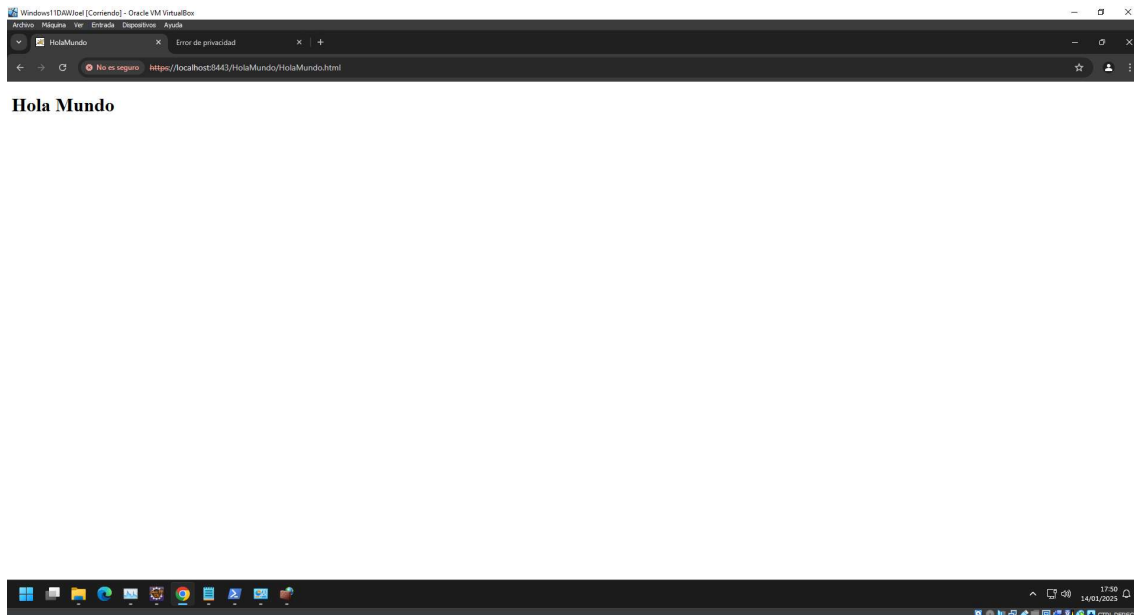 Windows11DAWJoel [Corriendo] - Oracle VM VirtualBox
Archivo Máquina Ver Entrada Dispositivos Ayuda
HolaMundo Error de privacidad
No es seguro https://localhost:8443/HolaMundo/HolaMundo.html
Hola Mundo
17:50
14/01/2025